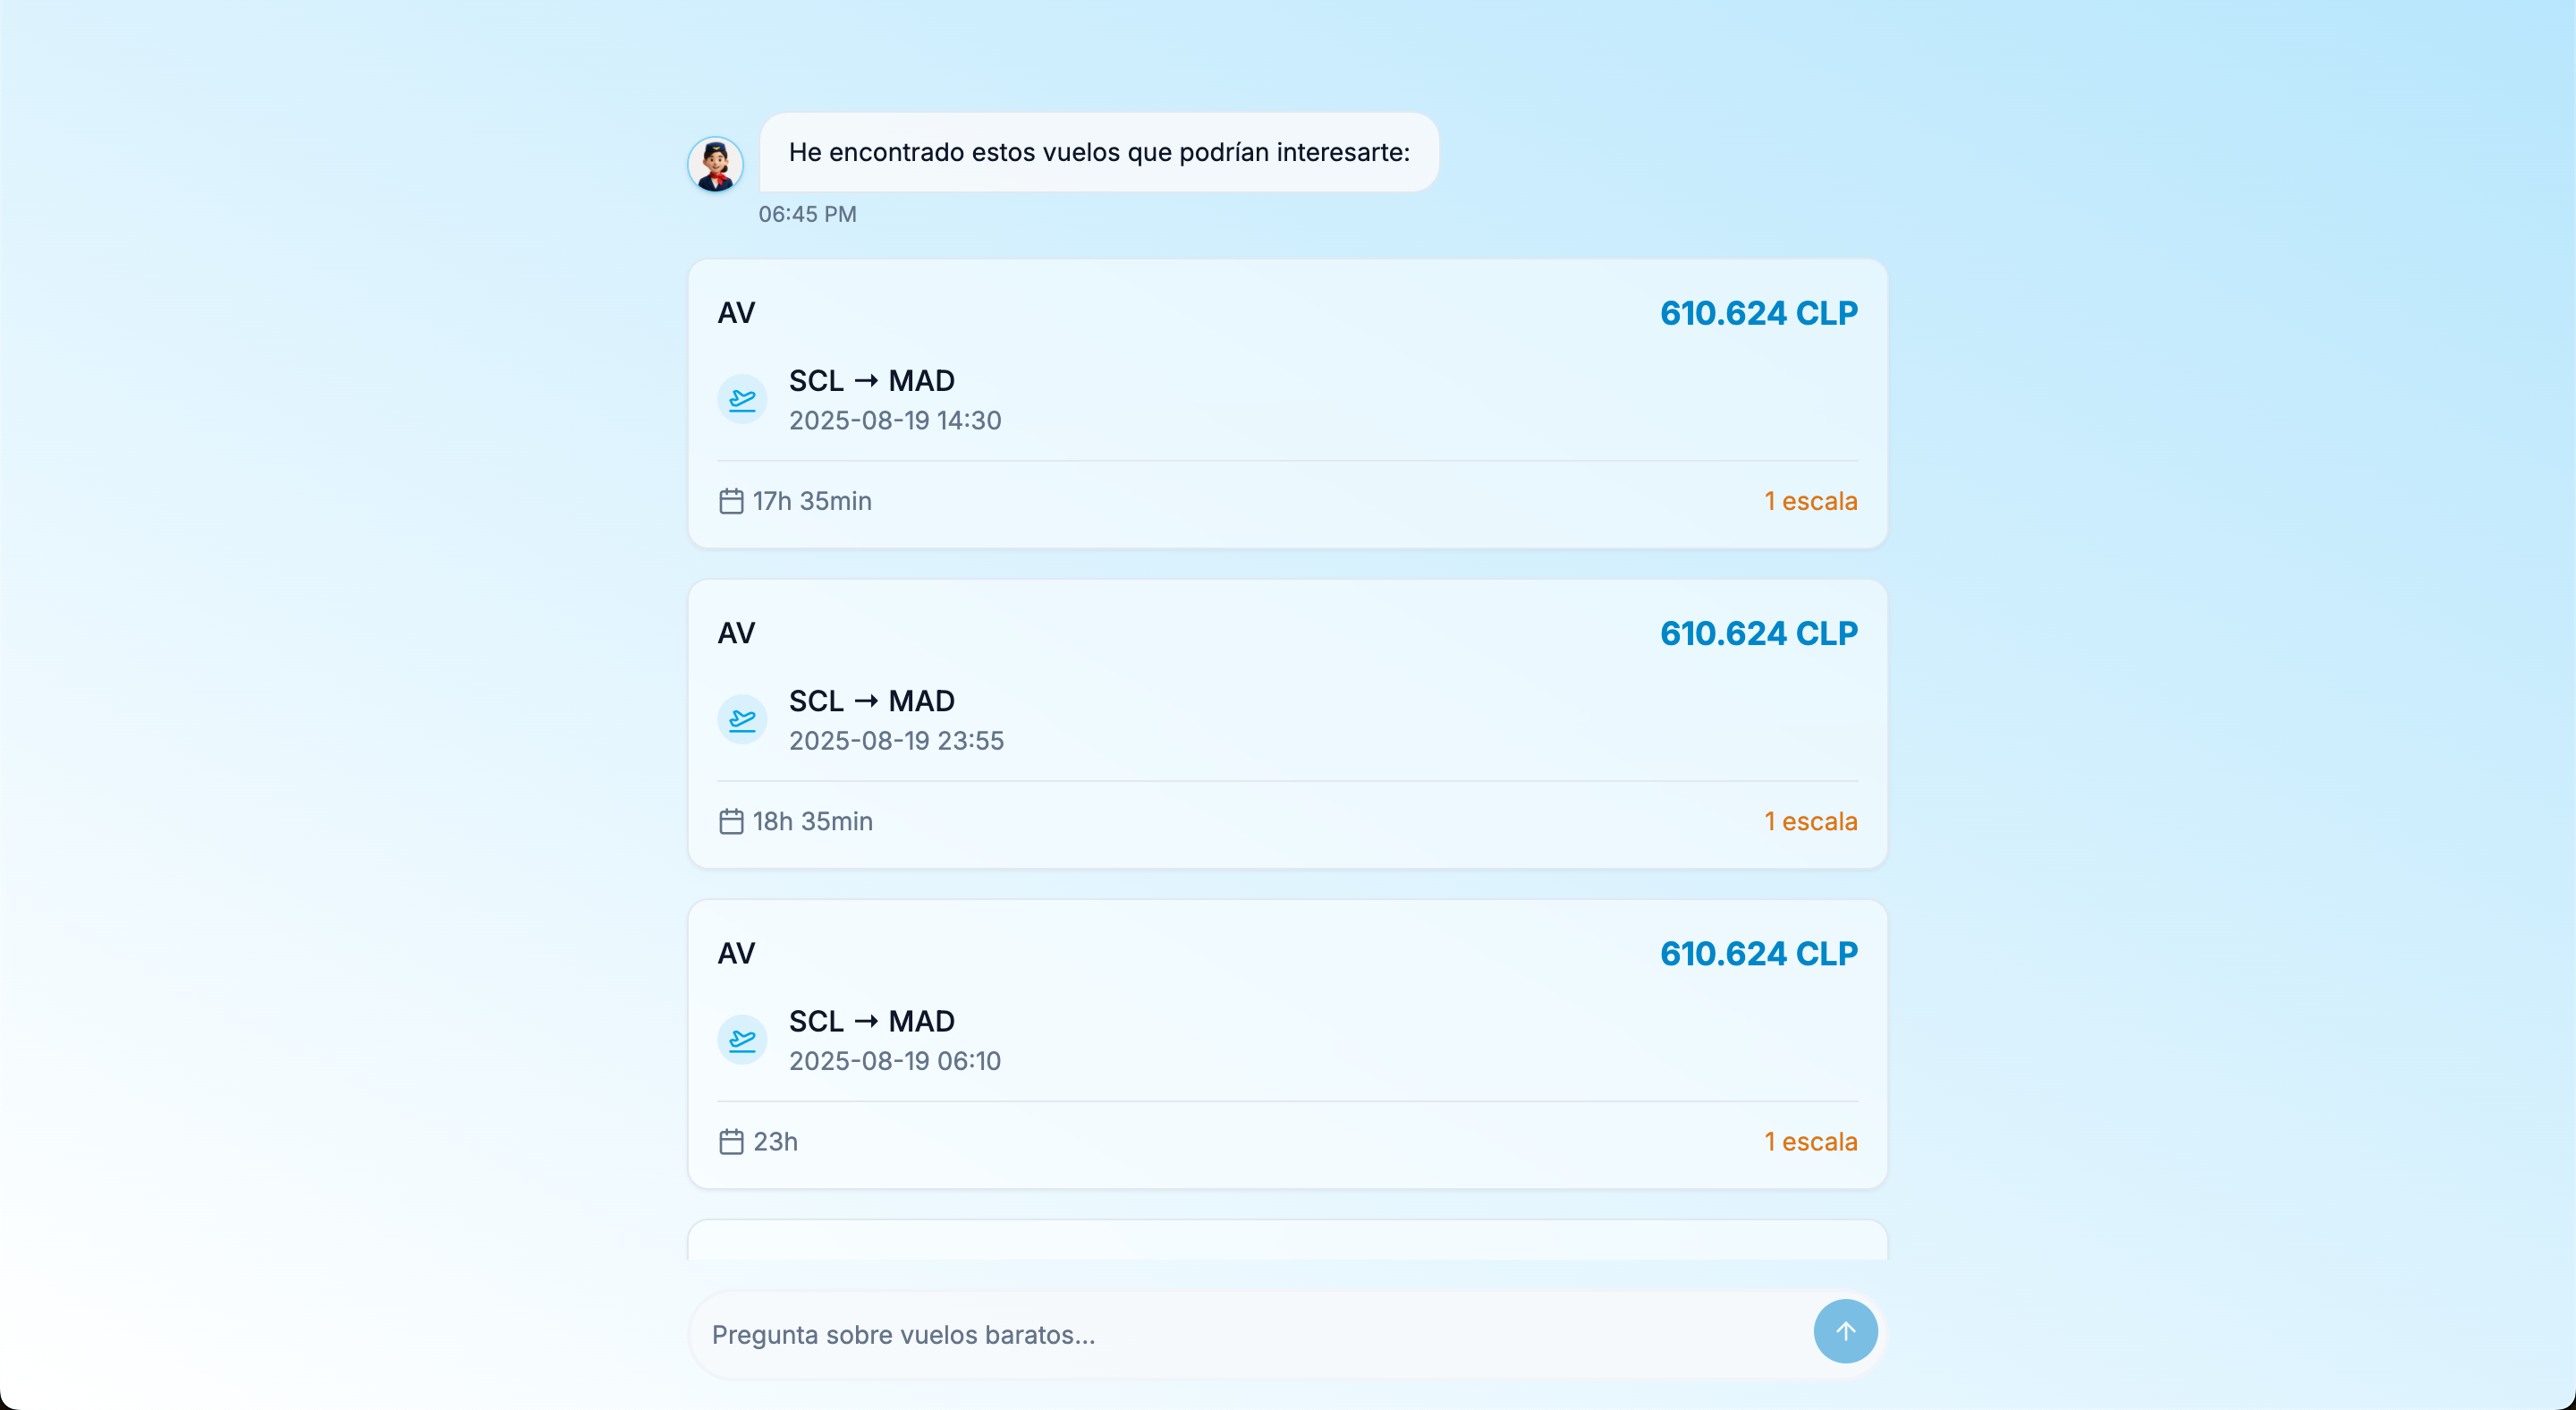 He encontrado estos vuelos que podrían interesarte:
06:45 PM
AV
610.624 CLP
SCL → MAD
2025-08-19 14:30
17h 35min
1 escala
AV
610.624 CLP
SCL → MAD
2025-08-19 23:55
18h 35min
1 escala
AV
610.624 CLP
SCL → MAD
2025-08-19 06:10
23h
1 escala
Pregunta sobre vuelos baratos...